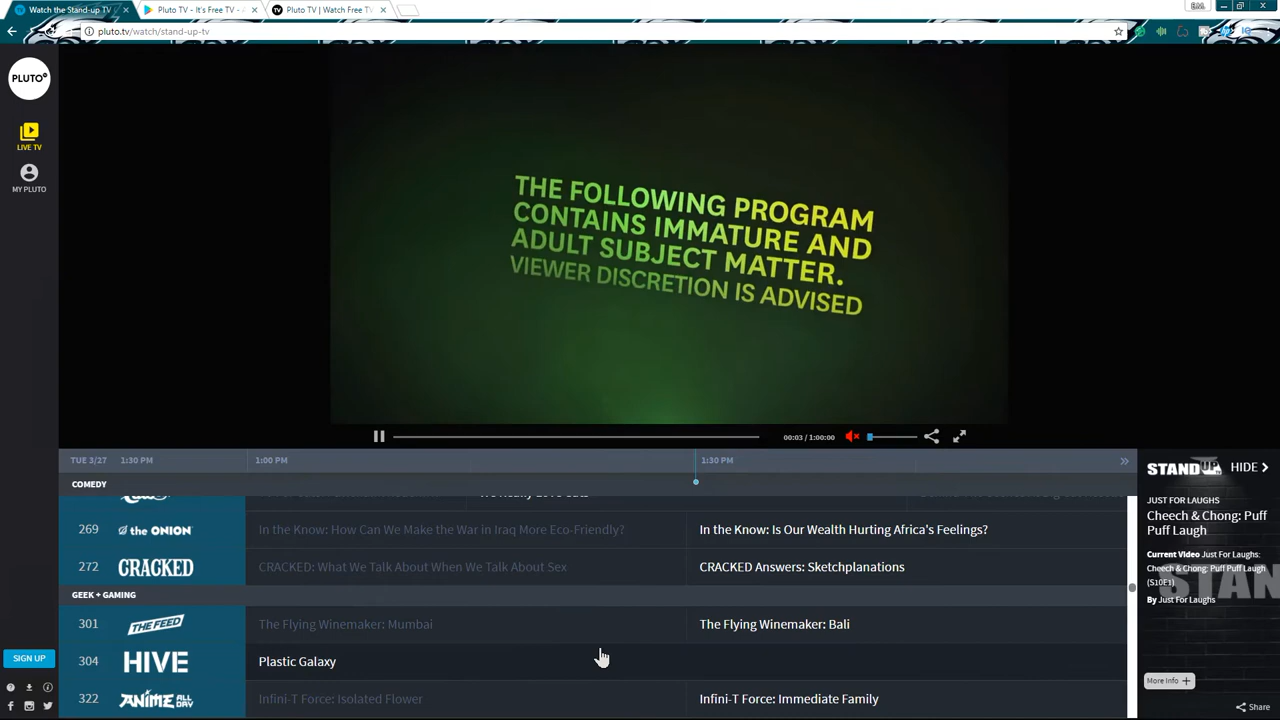 Watch the Stand-up TV
Pluto TV - It's Free TV -
Pluto TV | Watch Free T
pluto.tv/watch/stand-up-tv
PLUTO
LIVE TV
MY PLUTO
THE FOLLOWING PROGRAM
CONTAINS IMMATURE AND
ADULT SUBJECT MATTER.
VIEWER DISCRETION IS ADVISED
00:03 / 1:00:00
TUE 3/27 1:30 PM 1:00 PM 1:30 PM
COMEDY
269 the ONION In the Know: How Can We Make the War in Iraq More Eco-Friendly? In the Know: Is Our Wealth Hurting Africa's Feelings?
272 CRACKED CRACKED: What We Talk About When We Talk About Sex CRACKED Answers: Sketchplanations
GEEK + GAMING
301 THE FEED The Flying Winemaker: Mumbai The Flying Winemaker: Bali
304 HIVE Plastic Galaxy
322 ANIME ALL DAY Infini-T Force: Isolated Flower Infini-T Force: Immediate Family
STAND UP TV HIDE
JUST FOR LAUGHS
Cheech & Chong: Puff
Puff Laugh
Current Video Just For Laughs:
Cheech & Chong: Puff Puff Laugh
(S10E1)
By Just For Laughs
More Info +
Share
SIGN UP